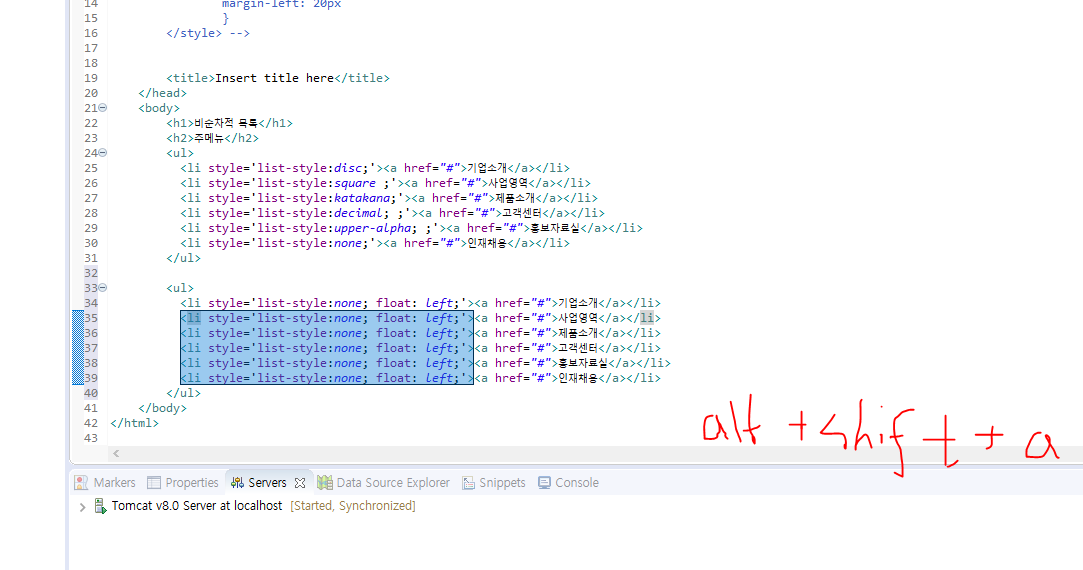 14 margin-left: 20px
15 }
16 </style> -->
17
18
19 <title>Insert title here</title>
20 </head>
21 <body>
22 <h1>비순차적 목록</h1>
23 <h2>주메뉴</h2>
24 <ul>
25 <li style='list-style:disc;'><a href="#">기업소개</a></li>
26 <li style='list-style:square ;'><a href="#">사업영역</a></li>
27 <li style='list-style:katakana;'><a href="#">제품소개</a></li>
28 <li style='list-style:decimal; ;'><a href="#">고객센터</a></li>
29 <li style='list-style:upper-alpha; ;'><a href="#">홍보자료실</a></li>
30 <li style='list-style:none;'><a href="#">인재채용</a></li>
31 </ul>
32
33 <ul>
34 <li style='list-style:none; float: left;'><a href="#">기업소개</a></li>
35 <li style='list-style:none; float: left;'><a href="#">사업영역</a></li>
36 <li style='list-style:none; float: left;'><a href="#">제품소개</a></li>
37 <li style='list-style:none; float: left;'><a href="#">고객센터</a></li>
38 <li style='list-style:none; float: left;'><a href="#">홍보자료실</a></li>
39 <li style='list-style:none; float: left;'><a href="#">인재채용</a></li>
40 </ul>
41 </body>
42 </html>
43
alt + shift + a
Markers Properties Servers Data Source Explorer Snippets Console
Tomcat v8.0 Server at localhost [Started, Synchronized]